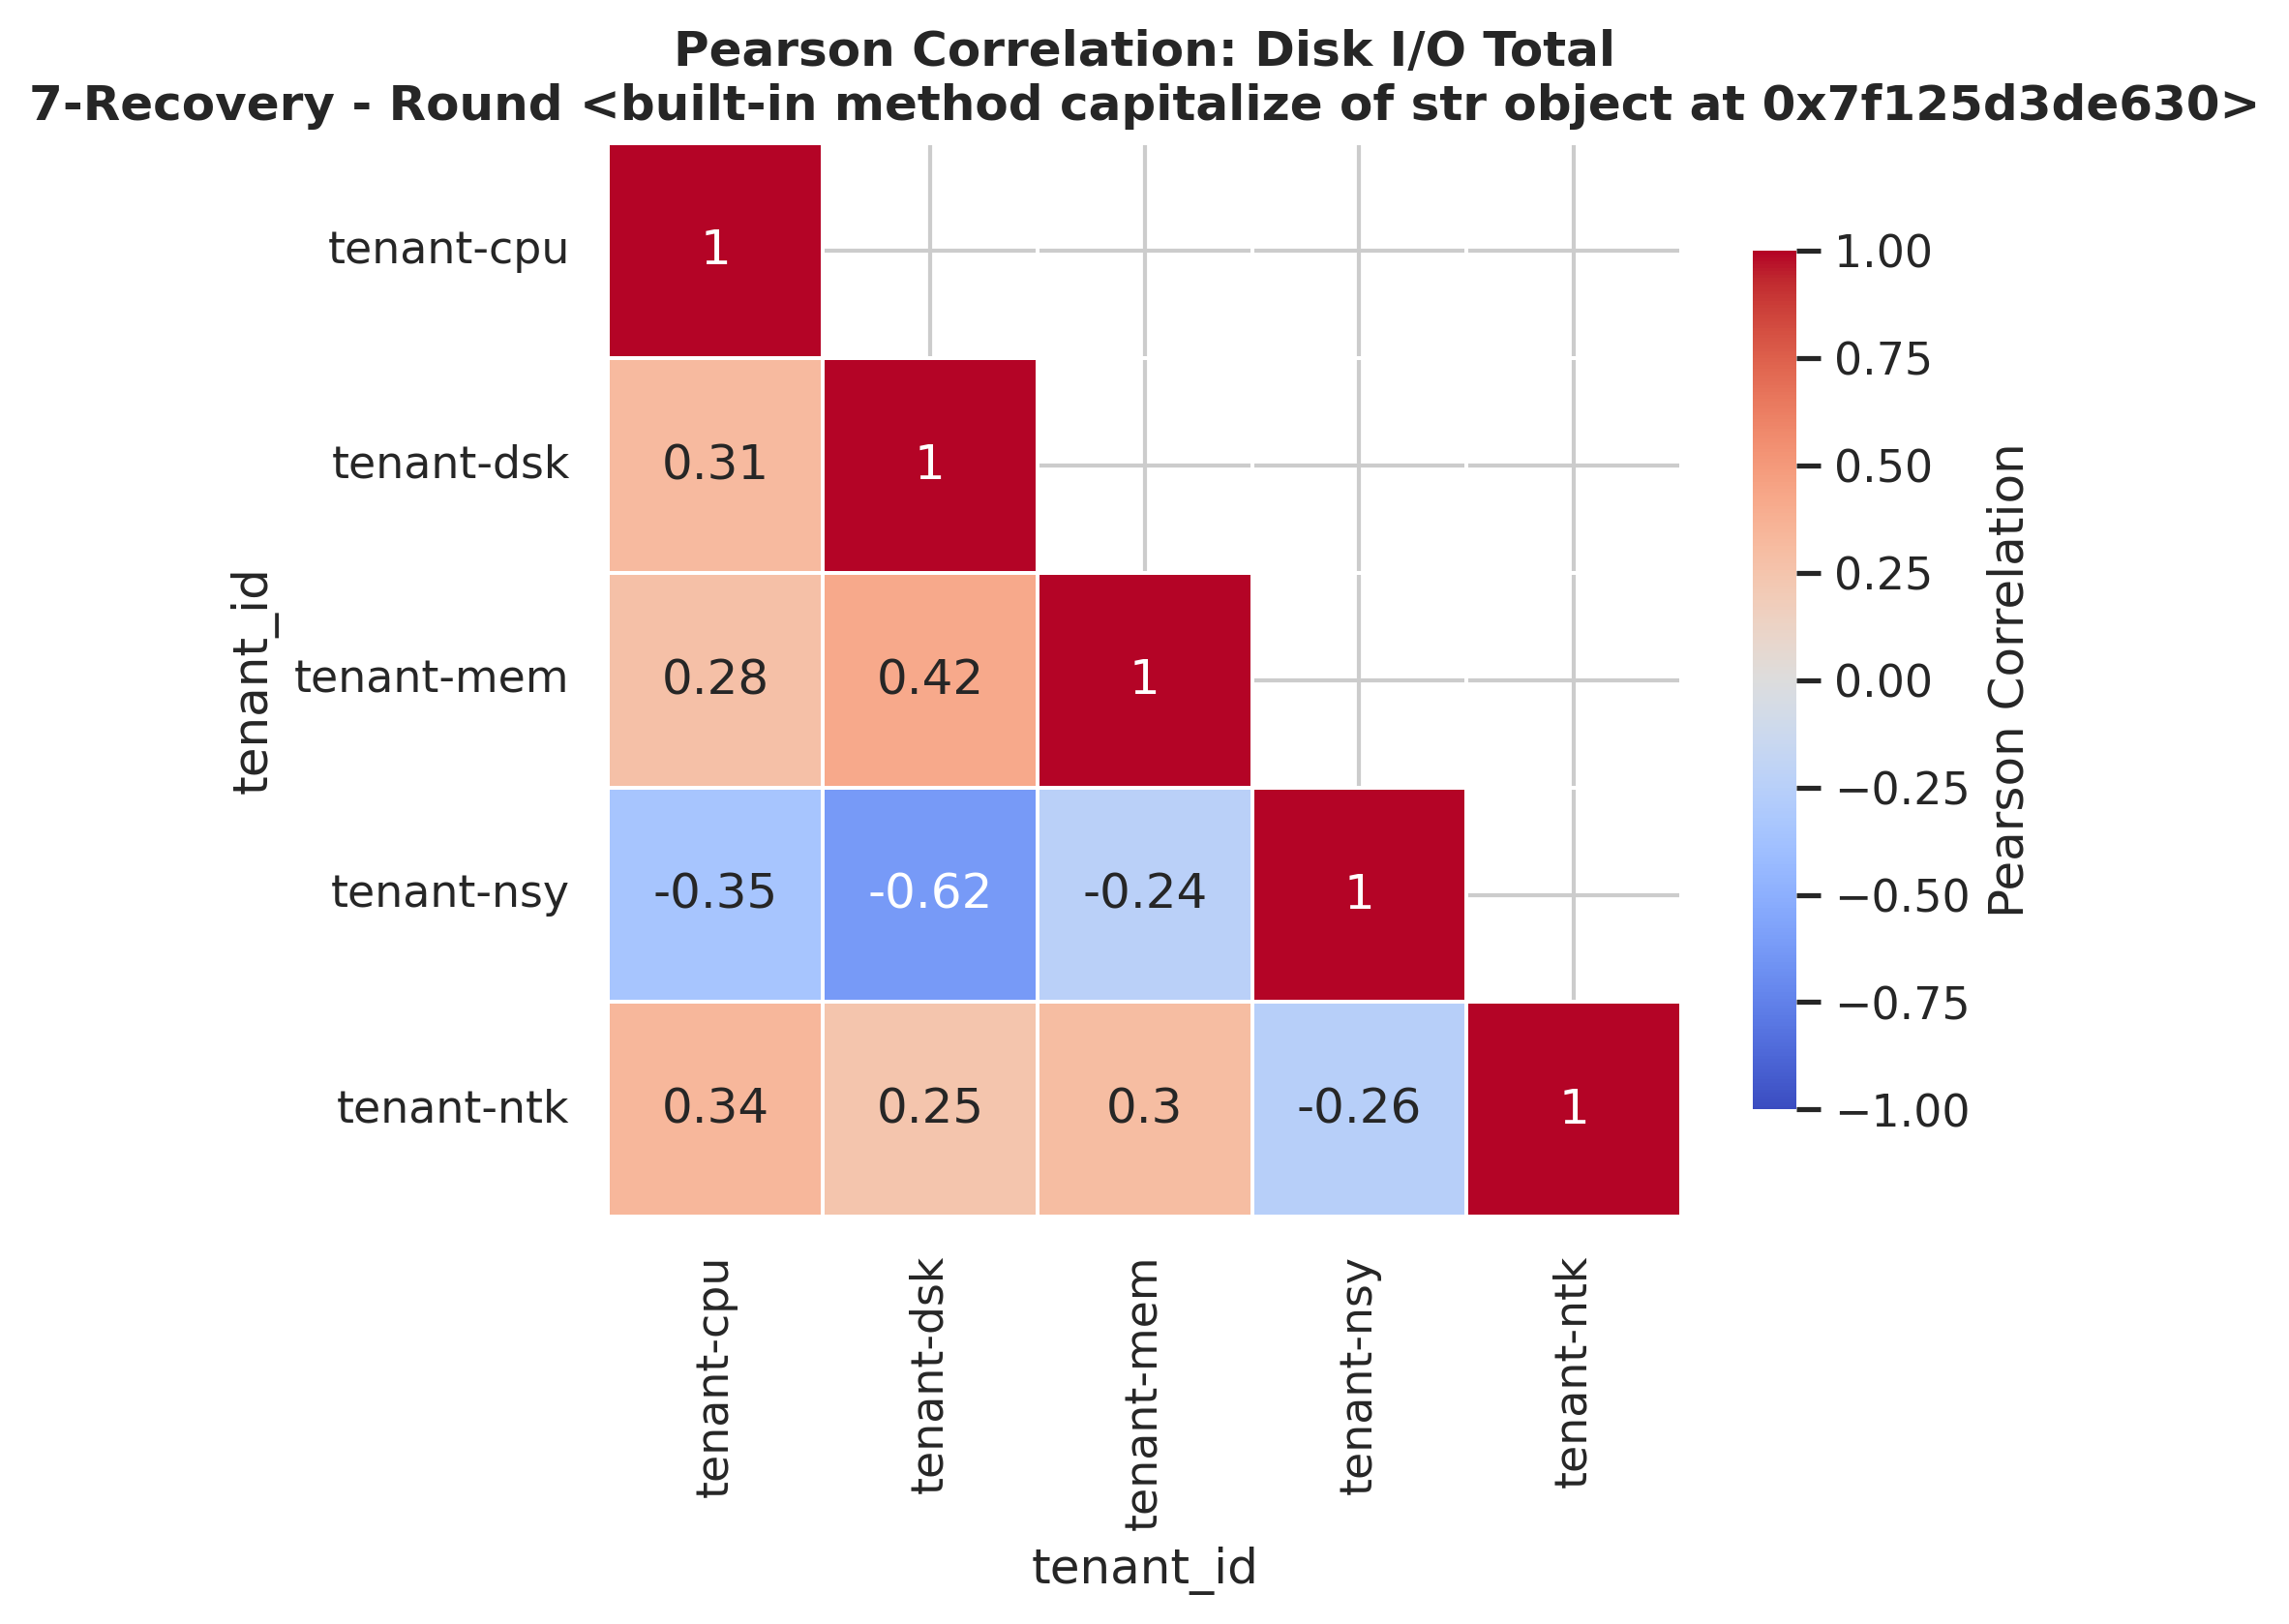 Pearson Correlation: Disk I/O Total
7-Recovery - Round <built-in method capitalize of str object at 0x7f125d3de630>
tenant_id
tenant-cpu
1
tenant-dsk
0.31 1
tenant-mem
0.28 0.42 1
tenant-nsy
-0.35 -0.62 -0.24 1
tenant-ntk
0.34 0.25 0.3 -0.26 1
tenant-cpu
tenant-dsk
tenant-mem
tenant-nsy
tenant-ntk
tenant_id
1.00
0.75
0.50
0.25
0.00
−0.25
−0.50
−0.75
−1.00
Pearson Correlation